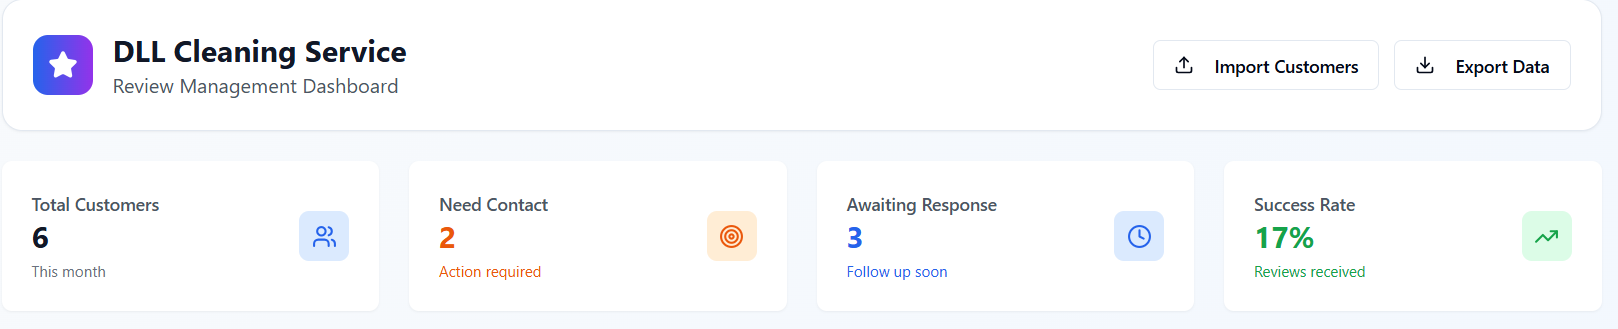 DLL Cleaning Service
Review Management Dashboard
Import Customers
Export Data
Total Customers
6
This month
Need Contact
2
Action required
Awaiting Response
3
Follow up soon
Success Rate
17%
Reviews received